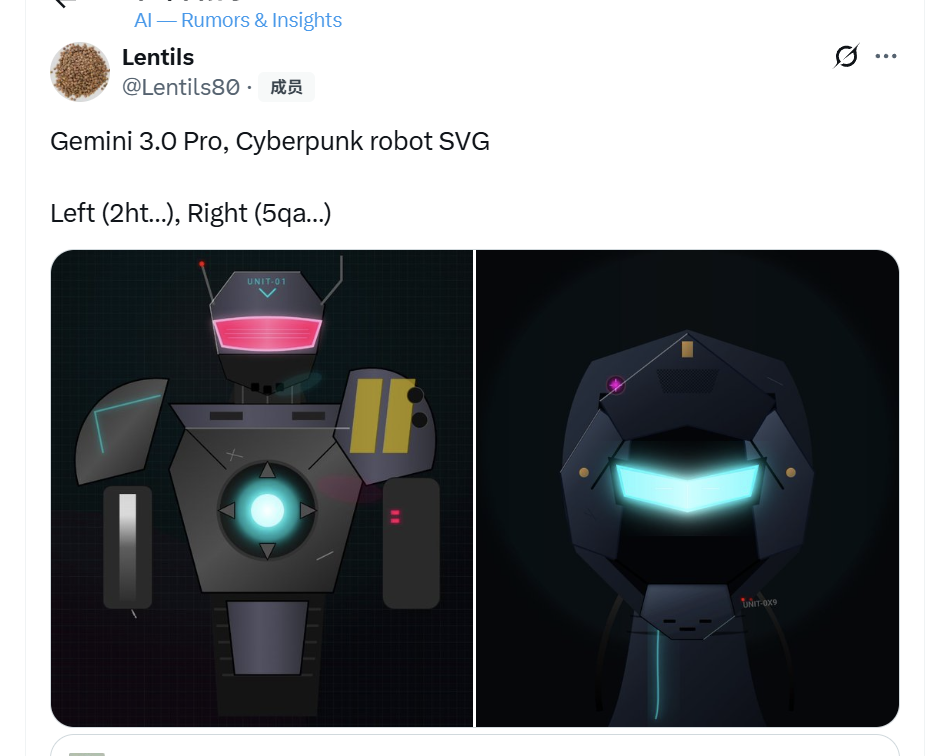 AI — Rumors & Insights
Lentils
@Lentils80 · 成员
Gemini 3.0 Pro, Cyberpunk robot SVG
Left (2ht...), Right (5qa...)
UNIT-01
UNIT-0X9